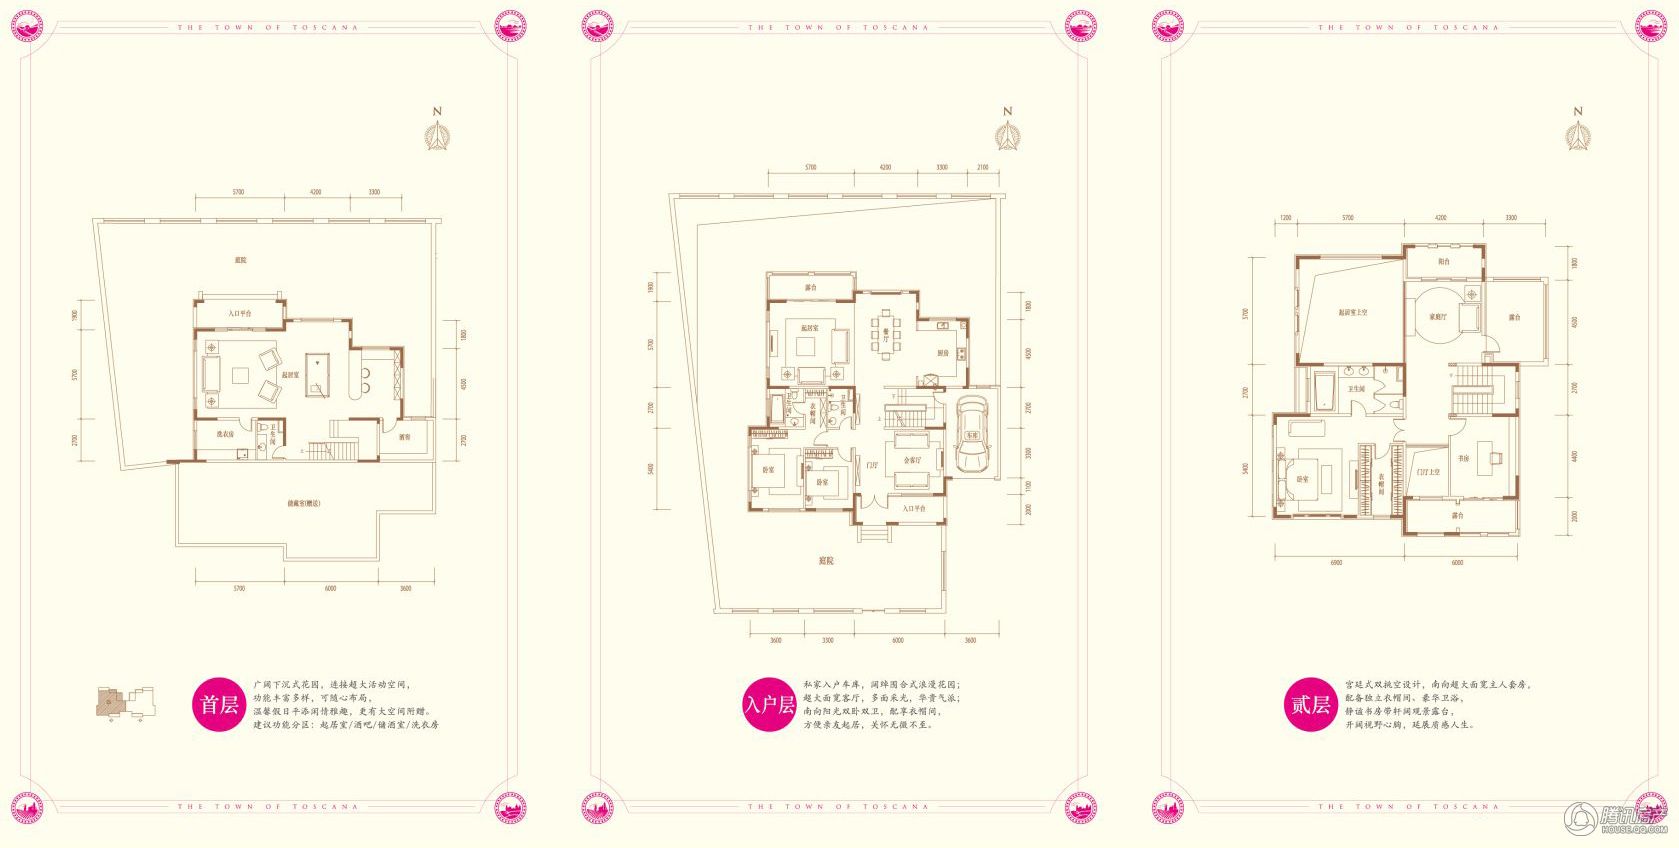 THE TOWN OF TOSCANA
N
5700
4200
3300
庭院
入口平台
起居室
洗衣房
卫生间
酒窖
储藏室(赠送)
1900
5700
2700
1800
4500
2700
5700
6000
3600
首层
广阔下沉式花园，连接超大活动空间，
功能丰富多样，可随心布局，
温馨假日平添闲情雅趣，更有大空间附赠。
建议功能分区：起居室/酒吧/储酒室/洗衣房
THE TOWN OF TOSCANA
THE TOWN OF TOSCANA
N
5700
4200
3300
2100
露台
起居室
餐厅
厨房
卫生间
衣帽间
卫生间
下
上
车库
卧室
卧室
门厅
会客厅
入口平台
庭院
1900
5700
2700
5400
1800
4500
2700
3300
1100
2000
3600
3300
6000
3600
入户层
私家入户车库，阔绰围合式浪漫花园；
超大面宽客厅，多面采光，华贵气派；
南向阳光双卧双卫，配享衣帽间，
方便亲友起居，关怀无微不至。
THE TOWN OF TOSCANA
THE TOWN OF TOSCANA
N
1200
5700
4200
3300
阳台
起居室上空
家庭厅
露台
卫生间
下
卧室
衣帽间
门厅上空
书房
露台
5700
2700
5400
1800
4500
2700
4400
2000
6900
6000
贰层
宫廷式双挑空设计，南向超大面宽主人套房，
配备独立衣帽间，豪华卫浴，
静谧书房带轩阔观景露台，
开阔视野心胸，延展质感人生。
THE TOWN OF TOSCANA
腾讯房产
HOUSE.QQ.COM